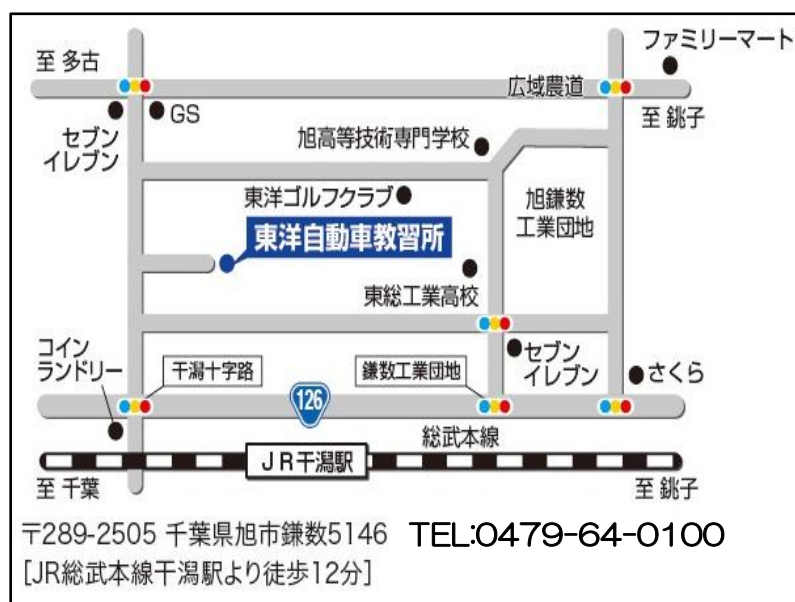 ファミリーマート
至 多古
広域農道
GS
至 銚子
セブン
イレブン
旭高等技術専門学校
東洋ゴルフクラブ
旭鎌数
工業団地
東洋自動車教習所
東総工業高校
コイン
ランドリー
干潟十字路
鎌数工業団地
セブン
イレブン
さくら
126
総武本線
JR干潟駅
至 千葉
至 銚子
〒289-2505 千葉県旭市鎌数5146 TEL:0479-64-0100
[JR総武本線干潟駅より徒歩12分]